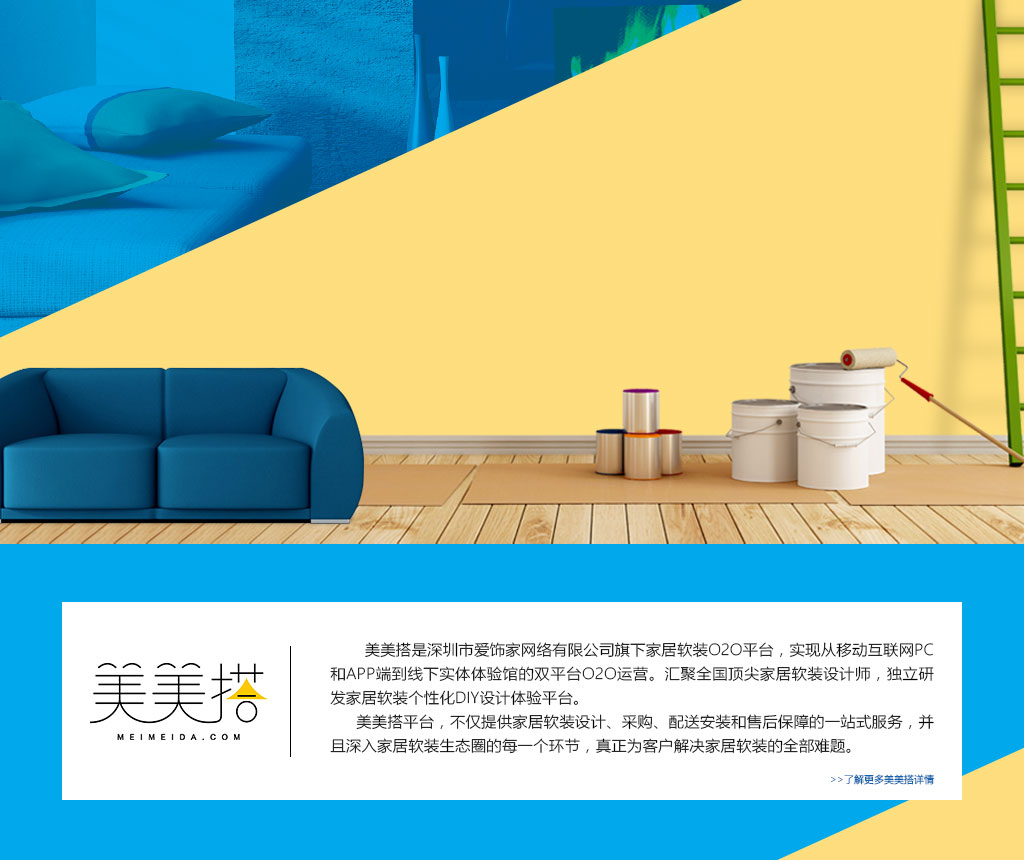 美美搭
MEIMEIDA.COM
美美搭是深圳市爱饰家网络有限公司旗下家居软装O2O平台，实现从移动互联网PC
和APP端到线下实体体验馆的双平台O2O运营。汇聚全国顶尖家居软装设计师，独立研
发家居软装个性化DIY设计体验平台。
美美搭平台，不仅提供家居软装设计、采购、配送安装和售后保障的一站式服务，并
且深入家居软装生态圈的每一个环节，真正为客户解决家居软装的全部难题。
>>了解更多美美搭详情